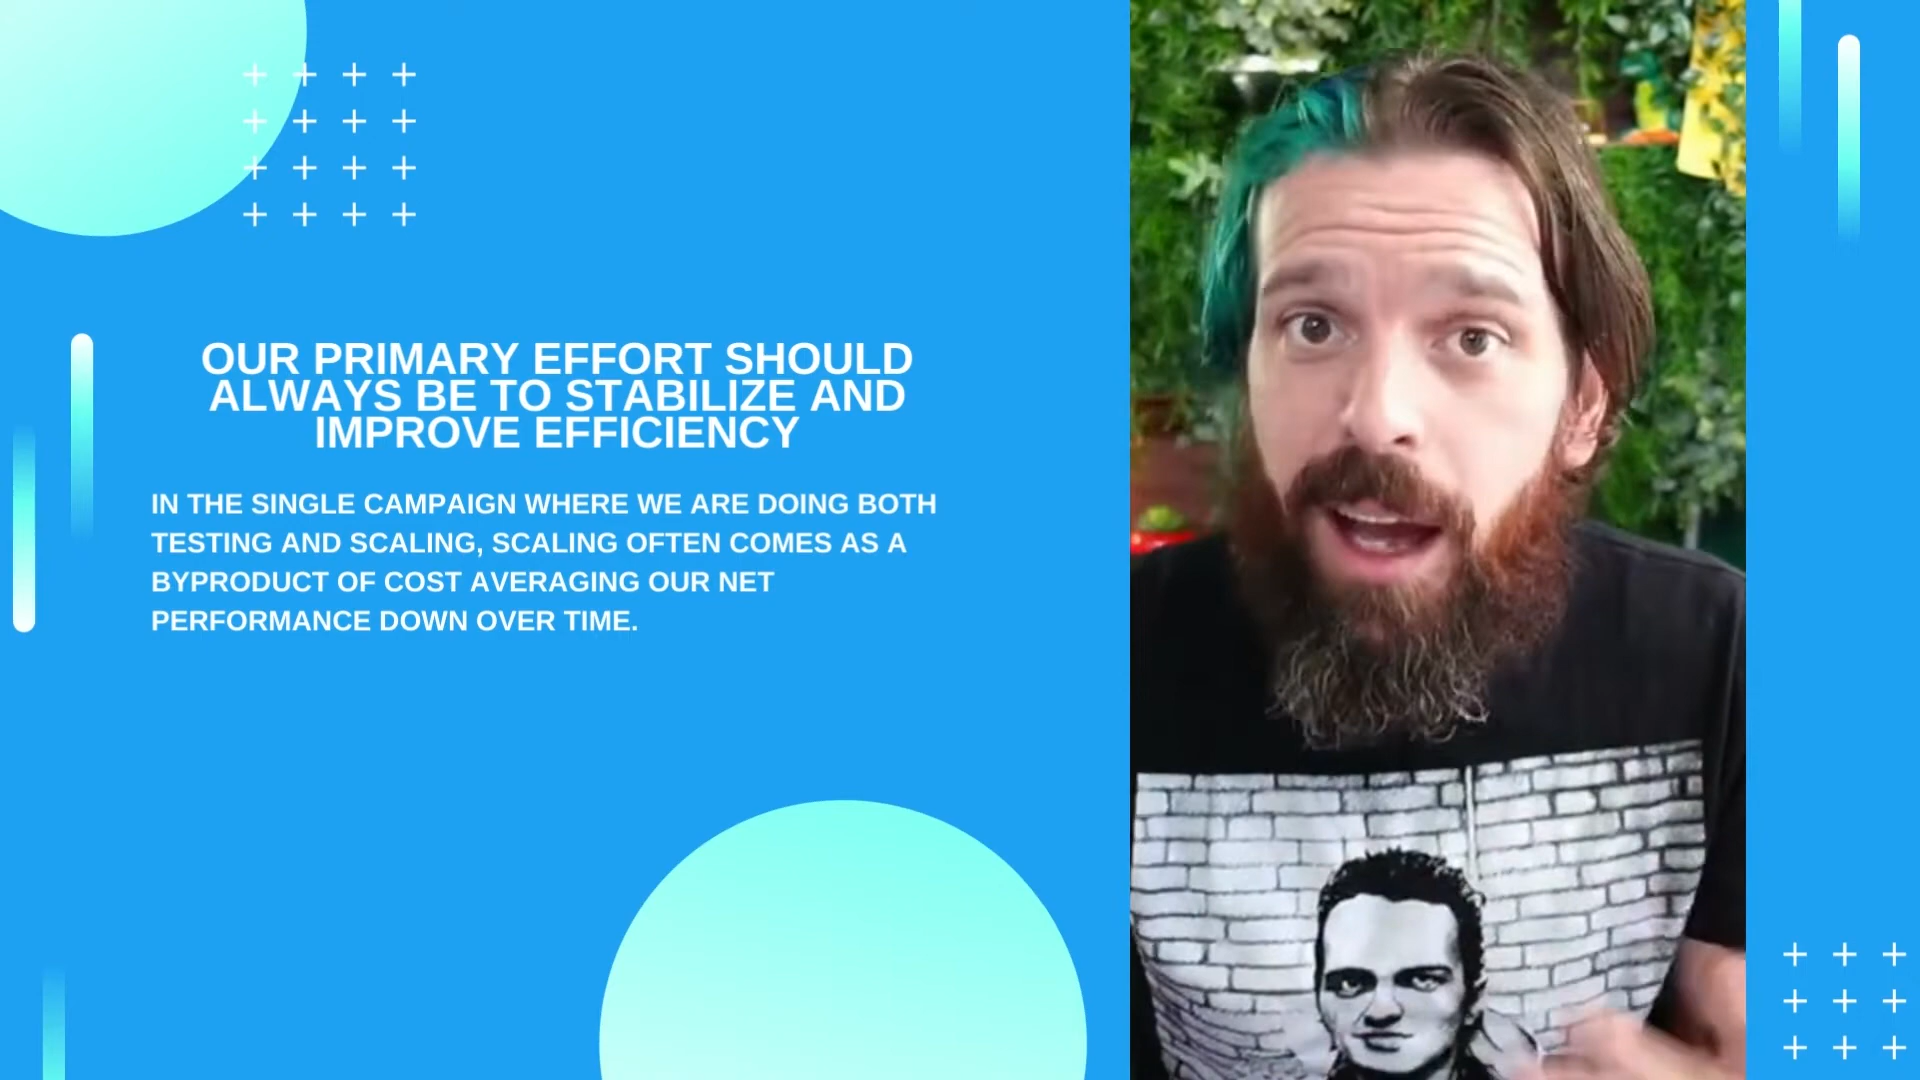 OUR PRIMARY EFFORT SHOULD
ALWAYS BE TO STABILIZE AND
IMPROVE EFFICIENCY
IN THE SINGLE CAMPAIGN WHERE WE ARE DOING BOTH
TESTING AND SCALING, SCALING OFTEN COMES AS A
BYPRODUCT OF COST AVERAGING OUR NET
PERFORMANCE DOWN OVER TIME.